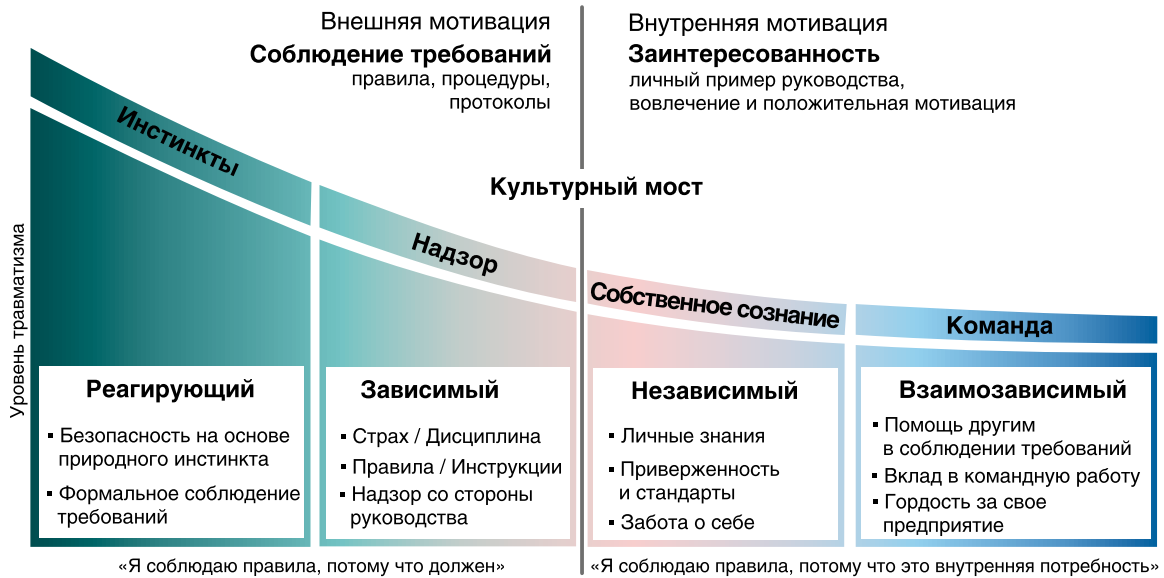 Внешняя мотивация
Соблюдение требований
правила, процедуры,
протоколы
Внутренняя мотивация
Заинтересованность
личный пример руководства,
вовлечение и положительная мотивация
Культурный мост
Уровень травматизма
Инстинкты
Надзор
Собственное сознание
Команда
Реагирующий
▪ Безопасность на основе
природного инстинкта
▪ Формальное соблюдение
требований
Зависимый
▪ Страх / Дисциплина
▪ Правила / Инструкции
▪ Надзор со стороны
руководства
Независимый
▪ Личные знания
▪ Приверженность
и стандарты
▪ Забота о себе
Взаимозависимый
▪ Помощь другим
в соблюдении требований
▪ Вклад в командную работу
▪ Гордость за свое
предприятие
«Я соблюдаю правила, потому что должен»
«Я соблюдаю правила, потому что это внутренняя потребность»